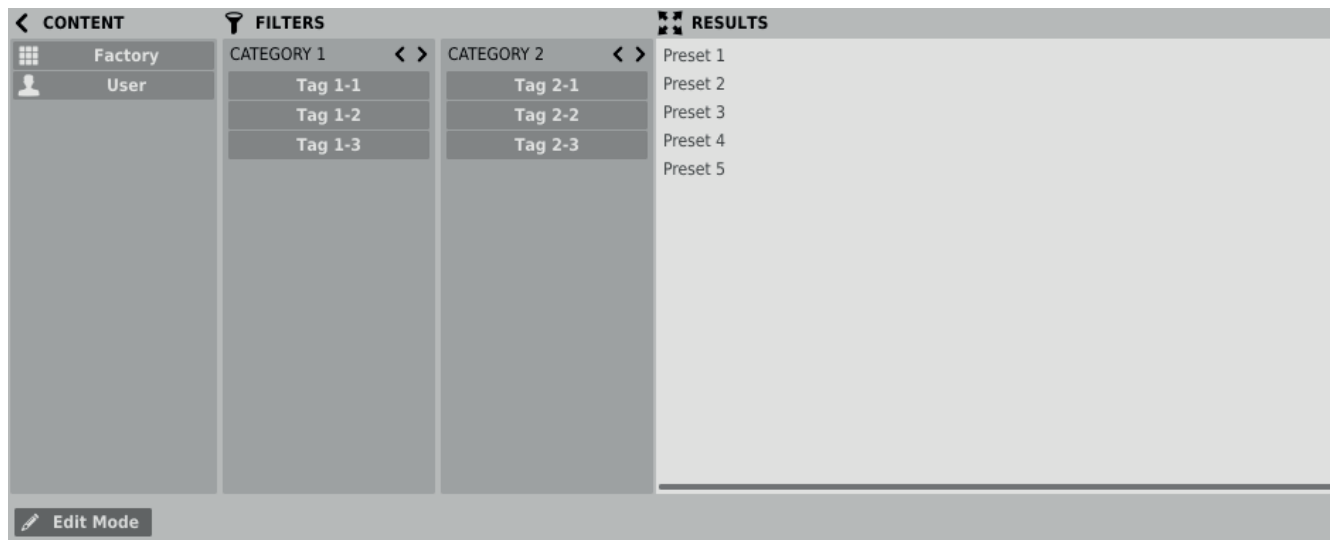 CONTENT
Factory
User
FILTERS
CATEGORY 1
Tag 1-1
Tag 1-2
Tag 1-3
CATEGORY 2
Tag 2-1
Tag 2-2
Tag 2-3
RESULTS
Preset 1
Preset 2
Preset 3
Preset 4
Preset 5
Edit Mode